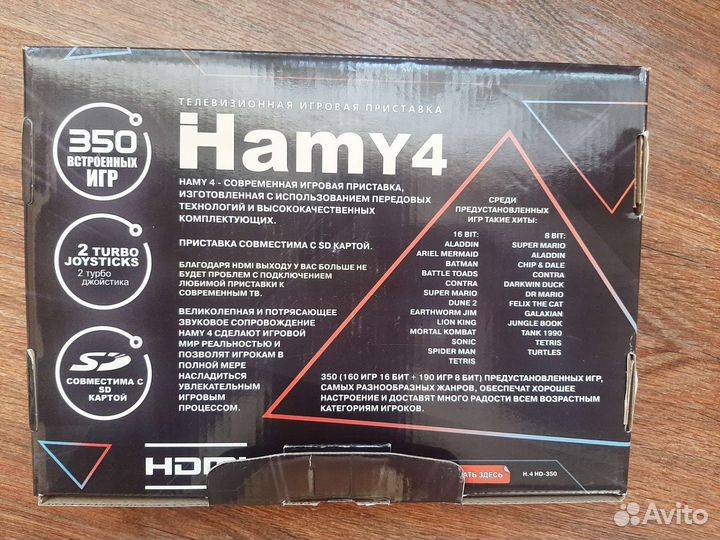 ТЕЛЕВИЗИОННАЯ ИГРОВАЯ ПРИСТАВКА
HamY4
350
ВСТРОЕННЫХ
ИГР
2 TURBO
JOYSTICKS
2 турбо
джойстика
SD
СОВМЕСТИМА С
SD
КАРТОЙ
HAMY 4 - СОВРЕМЕННАЯ ИГРОВАЯ ПРИСТАВКА,
ИЗГОТОВЛЕННАЯ С ИСПОЛЬЗОВАНИЕМ ПЕРЕДОВЫХ
ТЕХНОЛОГИЙ И ВЫСОКОКАЧЕСТВЕННЫХ
КОМПЛЕКТУЮЩИХ.
ПРИСТАВКА СОВМЕСТИМА С SD КАРТОЙ.
БЛАГОДАРЯ HDMI ВЫХОДУ У ВАС БОЛЬШЕ НЕ
БУДЕТ ПРОБЛЕМ С ПОДКЛЮЧЕНИЕМ
ЛЮБИМОЙ ПРИСТАВКИ К
СОВРЕМЕННЫМ ТВ.
ВЕЛИКОЛЕПНАЯ И ПОТРЯСАЮЩЕЕ
ЗВУКОВОЕ СОПРОВОЖДЕНИЕ
HAMY 4 СДЕЛАЮТ ИГРОВОЙ
МИР РЕАЛЬНОСТЬЮ И
ПОЗВОЛЯТ ИГРОКАМ В
ПОЛНОЙ МЕРЕ
НАСЛАДИТЬСЯ
УВЛЕКАТЕЛЬНЫМ
ИГРОВЫМ
ПРОЦЕССОМ.
СРЕДИ
ПРЕДУСТАНОВЛЕННЫХ
ИГР ТАКИЕ ХИТЫ:
16 BIT:
ALADDIN
ARIEL MERMAID
BATMAN
BATTLE TOADS
CONTRA
SUPER MARIO
DUNE 2
EARTHWORM JIM
LION KING
MORTAL KOMBAT
SONIC
SPIDER MAN
TETRIS
8 BIT:
SUPER MARIO
ALADDIN
CHIP & DALE
CONTRA
DARKWIN DUCK
DR MARIO
FELIX THE CAT
GALAXIAN
JUNGLE BOOK
TANK 1990
TETRIS
TURTLES
350 (160 ИГР 16 БИТ + 190 ИГР 8 БИТ) ПРЕДУСТАНОВЛЕННЫХ ИГР,
САМЫХ РАЗНООБРАЗНЫХ ЖАНРОВ, ОБЕСПЕЧАТ ХОРОШЕЕ
НАСТРОЕНИЕ И ДОСТАВЯТ МНОГО РАДОСТИ ВСЕМ ВОЗРАСТНЫМ
КАТЕГОРИЯМ ИГРОКОВ.
HDMI
АТЬ ЗДЕСЬ
H.4 HD-350
Avito